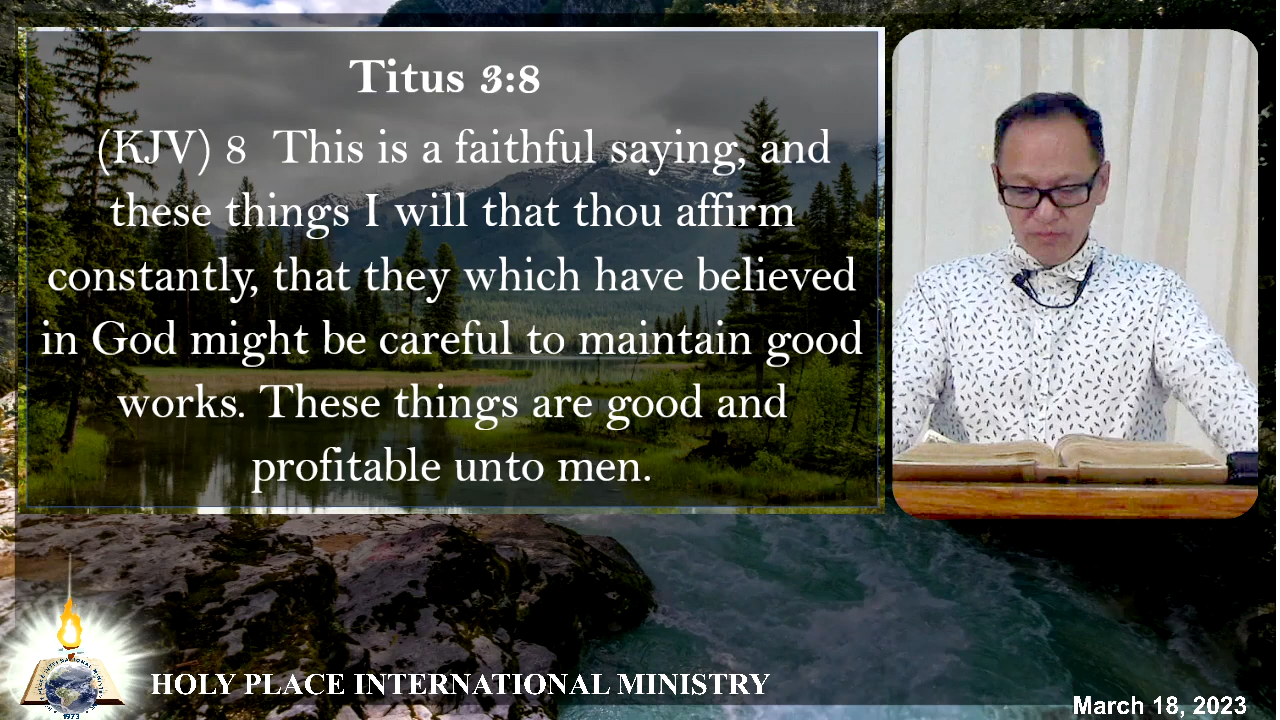 Titus 3:8
(KJV) 8 This is a faithful saying, and
these things I will that thou affirm
constantly, that they which have believed
in God might be careful to maintain good
works. These things are good and
profitable unto men.
HOLY PLACE INTERNATIONAL MINISTRY
1973
March 18, 2023